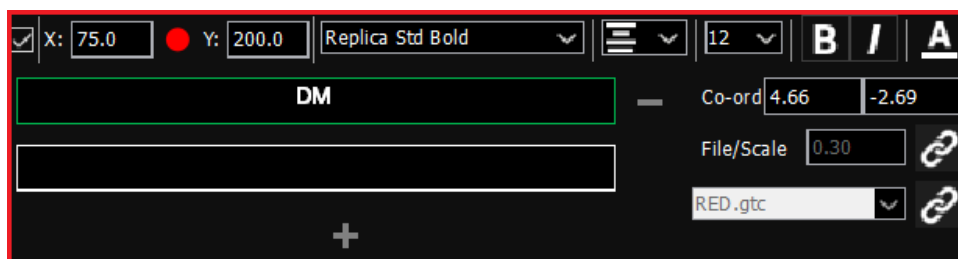 X: 75.0 Y: 200.0 Replica Std Bold 12 B I A
DM Co-ord 4.66 -2.69
File/Scale 0.30
RED.gtc